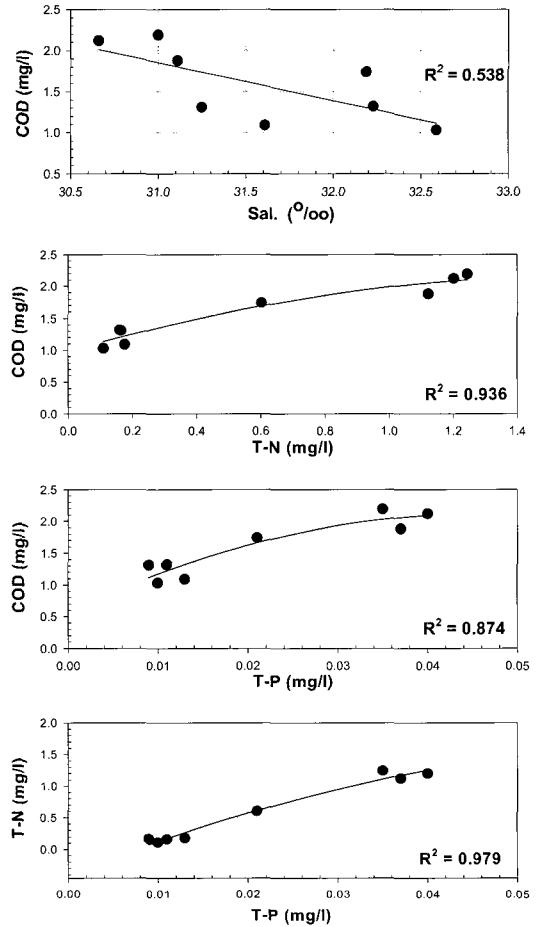 2.5
2.0
1.5
1.0
0.5
COD (mg/l)
R² = 0.538
30.5 31.0 31.5 32.0 32.5 33.0
Sal. (⁰/oo)
2.5
2.0
1.5
1.0
0.5
0.0
COD (mg/l)
R² = 0.936
0.0 0.2 0.4 0.6 0.8 1.0 1.2 1.4
T-N (mg/l)
2.5
2.0
1.5
1.0
0.5
0.0
COD (mg/l)
R² = 0.874
0.00 0.01 0.02 0.03 0.04 0.05
T-P (mg/l)
2.0
1.5
1.0
0.5
0.0
T-N (mg/l)
R² = 0.979
0.00 0.01 0.02 0.03 0.04 0.05
T-P (mg/l)